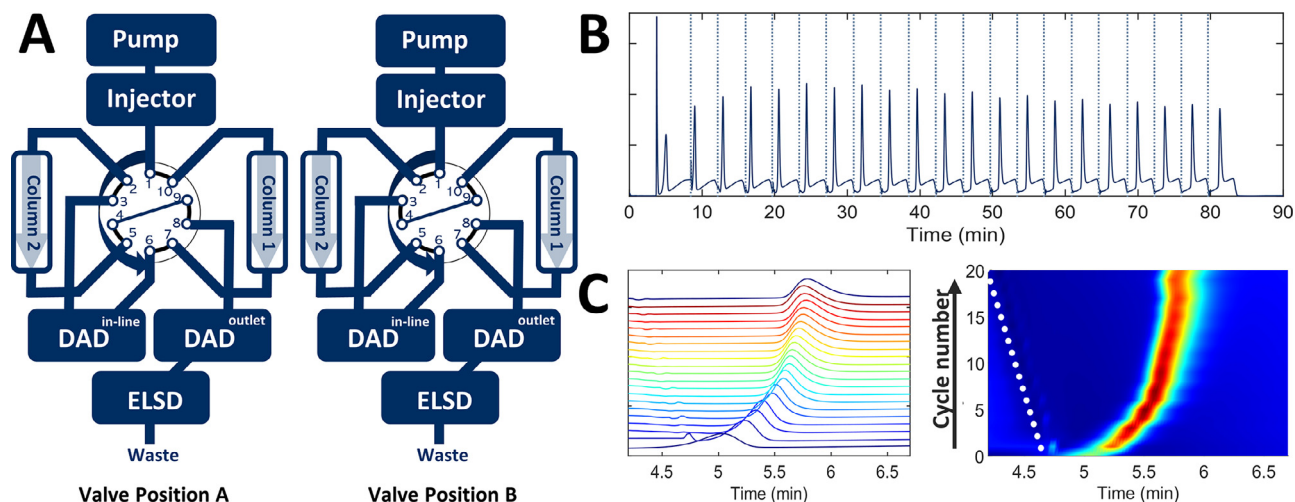 A
Pump
Injector
Column 2
Column 1
1
2
3
4
5
6
7
8
9
10
in-line
DAD
outlet
DAD
ELSD
Waste
Valve Position A
Pump
Injector
Column 2
Column 1
1
2
3
4
5
6
7
8
9
10
in-line
DAD
outlet
DAD
ELSD
Waste
Valve Position B
B
0 10 20 30 40 50 60 70 80 90
Time (min)
C
4.5 5 5.5 6 6.5
Time (min)
Cycle number
20
15
10
5
0
4.5 5 5.5 6 6.5
Time (min)